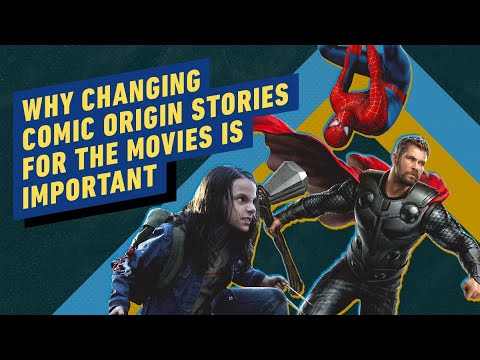 WHY CHANGING
COMIC ORIGIN STORIES
FOR THE MOVIES IS
IMPORTANT